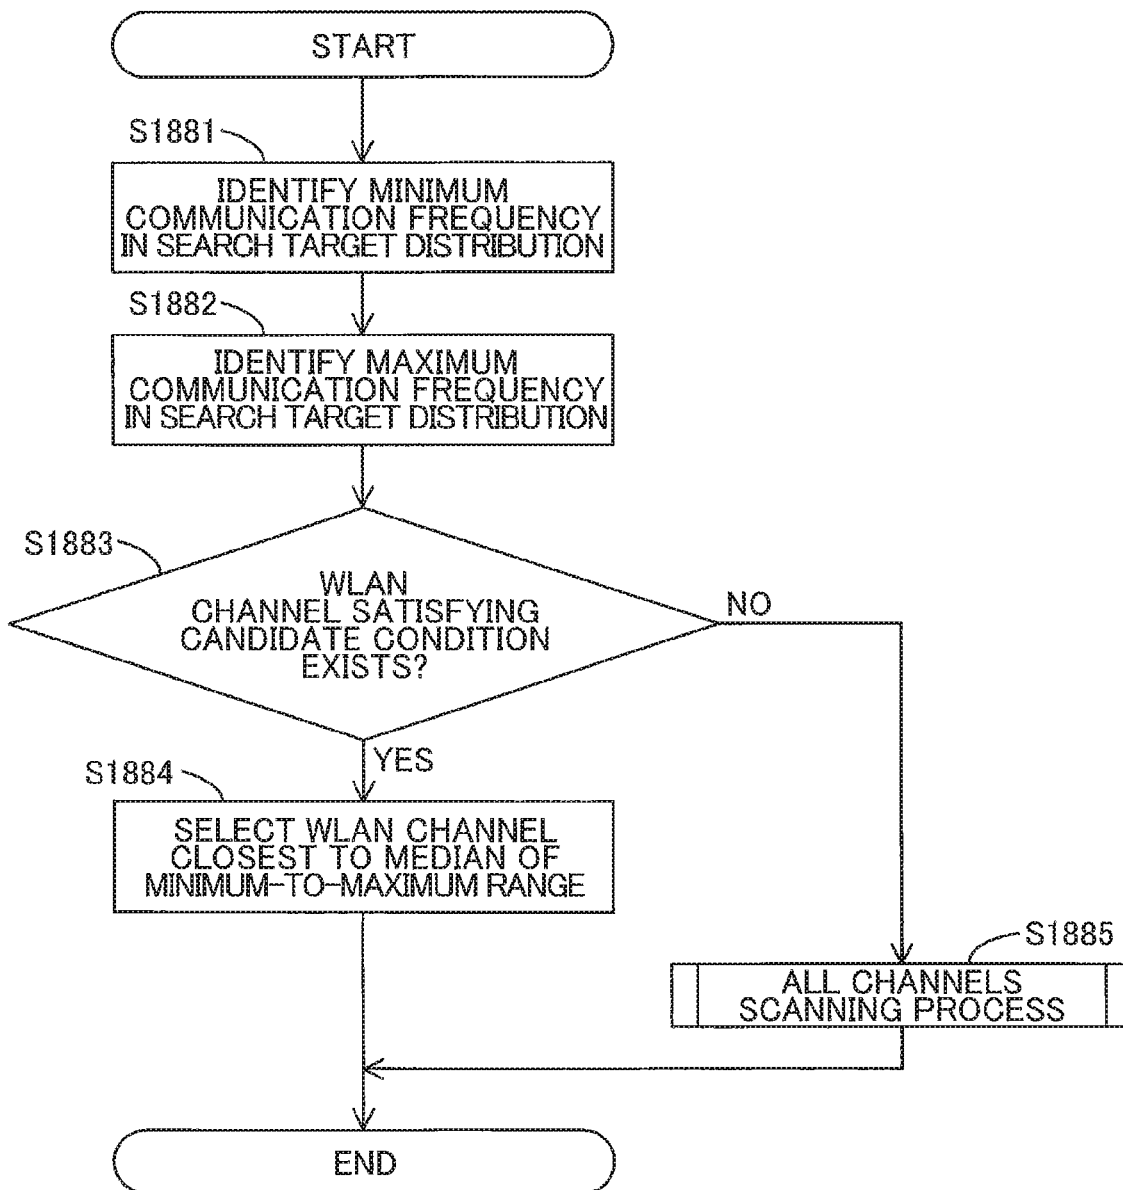 START
S1881
IDENTIFY MINIMUM
COMMUNICATION FREQUENCY
IN SEARCH TARGET DISTRIBUTION
S1882
IDENTIFY MAXIMUM
COMMUNICATION FREQUENCY
IN SEARCH TARGET DISTRIBUTION
S1883
WLAN
CHANNEL SATISFYING
CANDIDATE CONDITION
EXISTS?
NO
YES
S1884
SELECT WLAN CHANNEL
CLOSEST TO MEDIAN OF
MINIMUM-TO-MAXIMUM RANGE
S1885
ALL CHANNELS
SCANNING PROCESS
END